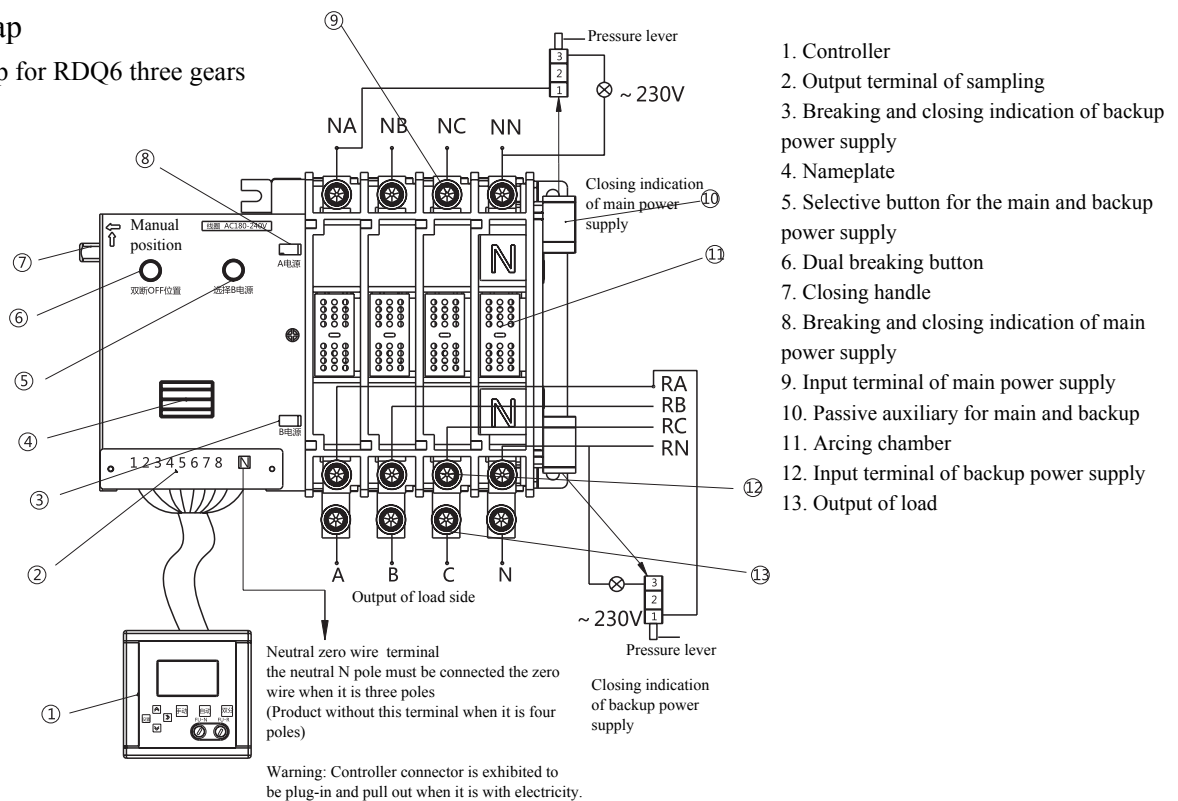 ap
p for RDQ6 three gears
⑨
Pressure lever
3
2
1
~230V
NA NB NC NN
⑧
Closing indication
of main power
supply
⑩
Manual
position
线圈 AC180-240V
A电源
⑦
双断OFF位置
选择B电源
⑥
N
⑪
⑤
④
RA
RB
RC
RN
N
B电源
12345678 N
③
⑫
②
A B C N
Output of load side
⑬
3
2
1
~230V
Pressure lever
Closing indication
of backup power
supply
Neutral zero wire terminal
the neutral N pole must be connected the zero
wire when it is three poles
(Product without this terminal when it is four
poles)
Warning: Controller connector is exhibited to
be plug-in and pull out when it is with electricity.
①
手动 自动 双分
FU-N FU-R
1. Controller
2. Output terminal of sampling
3. Breaking and closing indication of backup
power supply
4. Nameplate
5. Selective button for the main and backup
power supply
6. Dual breaking button
7. Closing handle
8. Breaking and closing indication of main
power supply
9. Input terminal of main power supply
10. Passive auxiliary for main and backup
11. Arcing chamber
12. Input terminal of backup power supply
13. Output of load